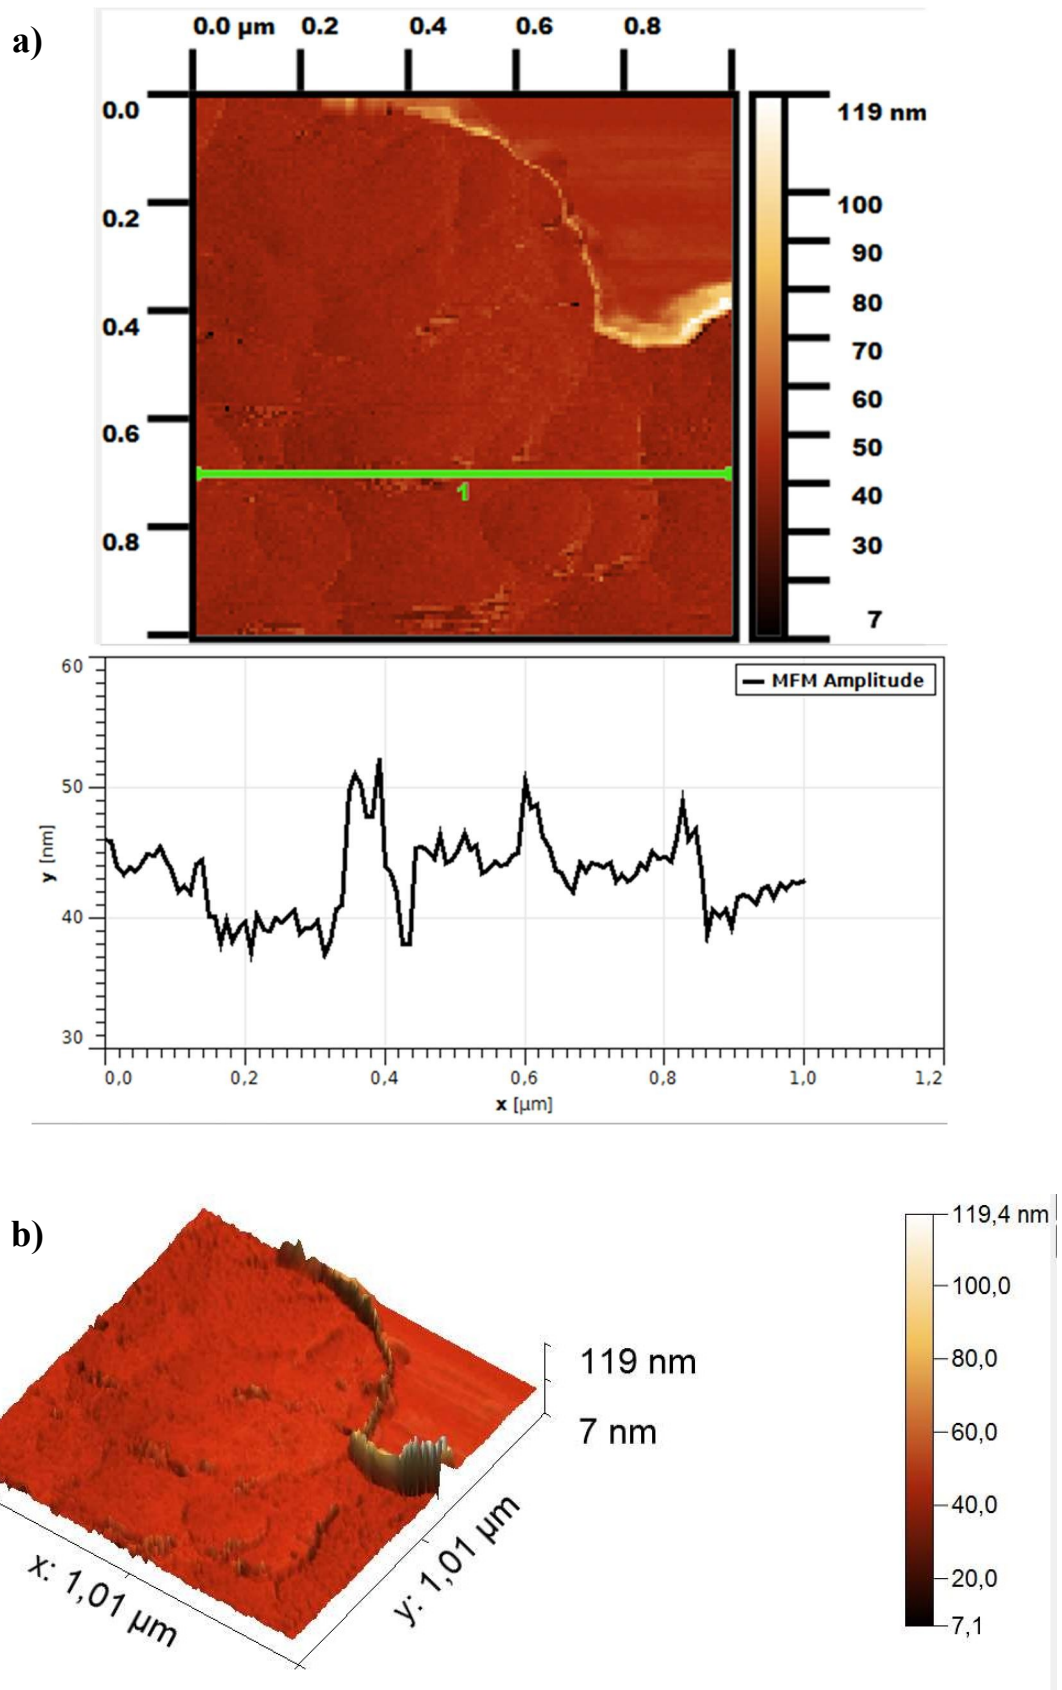 a)
0.0 µm 0.2 0.4 0.6 0.8
0.0
0.2
0.4
0.6
0.8
119 nm
100
90
80
70
60
50
40
30
7
1
MFM Amplitude
60
50
40
30
y [nm]
0,0 0,2 0,4 0,6 0,8 1,0 1,2
x [µm]
b)
119 nm
7 nm
x: 1,01 µm
y: 1,01 µm
119,4 nm
100,0
80,0
60,0
40,0
20,0
7,1